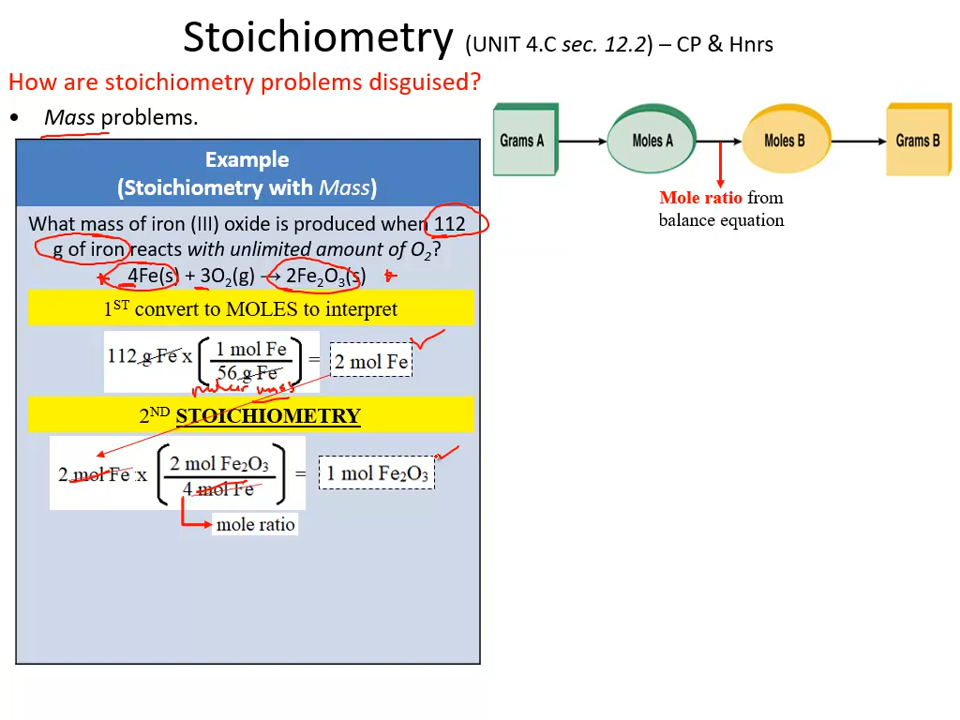 Stoichiometry (UNIT 4.C sec. 12.2) – CP & Hnrs
How are stoichiometry problems disguised?
• Mass problems.
Example
(Stoichiometry with Mass)
What mass of iron (III) oxide is produced when 112
g of iron reacts with unlimited amount of O₂?
4Fe(s) + 3O₂(g) → 2Fe₂O₃(s)
1ST convert to MOLES to interpret
112 g Fe x (1 mol Fe / 56 g Fe) = 2 mol Fe
molar mass
2ND STOICHIOMETRY
2 mol Fe x (2 mol Fe₂O₃ / 4 mol Fe) = 1 mol Fe₂O₃
mole ratio
Grams A → Moles A → Moles B → Grams B
Mole ratio from
balance equation